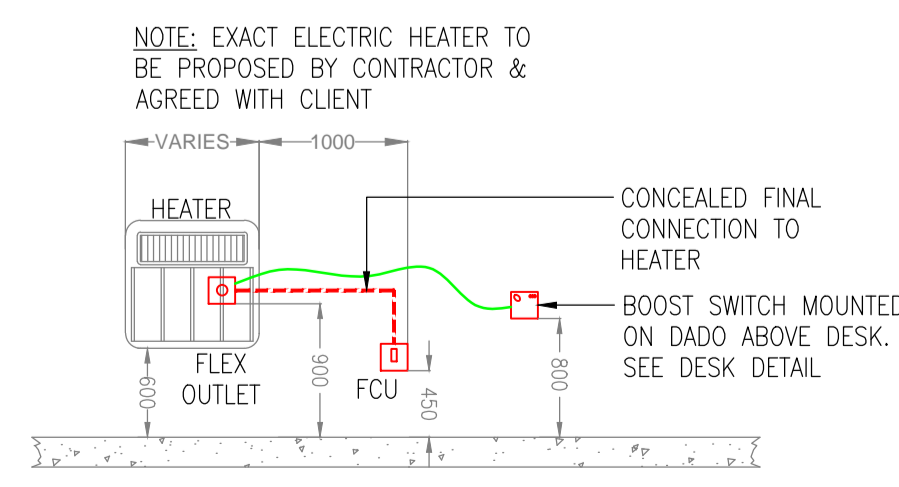 NOTE: EXACT ELECTRIC HEATER TO
BE PROPOSED BY CONTRACTOR &
AGREED WITH CLIENT
VARIES
1000
HEATER
CONCEALED FINAL
CONNECTION TO
HEATER
BOOST SWITCH MOUNTED
ON DADO ABOVE DESK.
SEE DESK DETAIL
FLEX
OUTLET
FCU
600
900
450
800